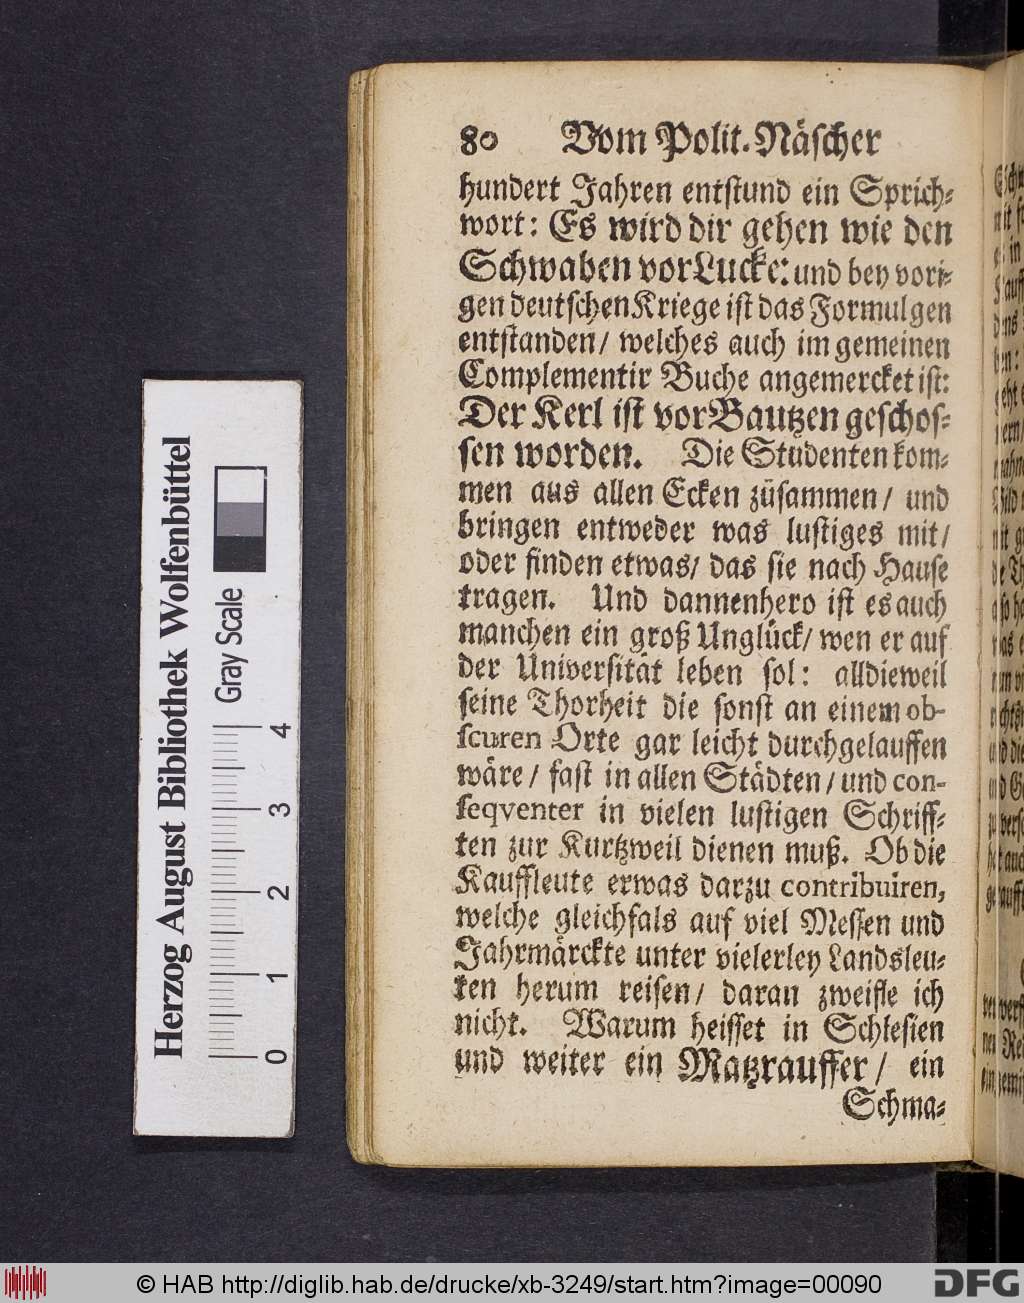 80 Vom Polit. Näscher
hundert Jahren entstund ein Sprich-
wort: Es wird dir gehen wie den
Schwaben vor Lucke: und bey vori-
gen deutschen Kriege ist das Formulgen
entstanden/ welches auch im gemeinen
Complementir Buche angemercket ist:
Der Kerl ist vor Bautzen geschos-
sen worden. Die Studenten kom-
men aus allen Ecken züsammen/ und
bringen entweder was lustiges mit/
oder finden etwas/ das sie nach Hause
tragen. Und dannenhero ist es auch
manchen ein groß Unglück/ wen er auf
der Universität leben sol: alldieweil
seine Thorheit die sonst an einem ob-
scuren Orte gar leicht durchgelauffen
wäre/ fast in allen Städten/ und con-
seqventer in vielen lustigen Schriff-
ten zur Kurtzweil dienen muß. Ob die
Kauffleute erwas darzu contribuiren,
welche gleichfals auf viel Messen und
Jahrmärckte unter vielerley Landsleu-
ten herum reisen/ daran zweifle ich
nicht. Warum heisset in Schlesien
und weiter ein Matzrauffer/ ein
Schma-
Herzog August Bibliothek Wolfenbüttel
Gray Scale
0 1 2 3 4
© HAB http://diglib.hab.de/drucke/xb-3249/start.htm?image=00090
DFG